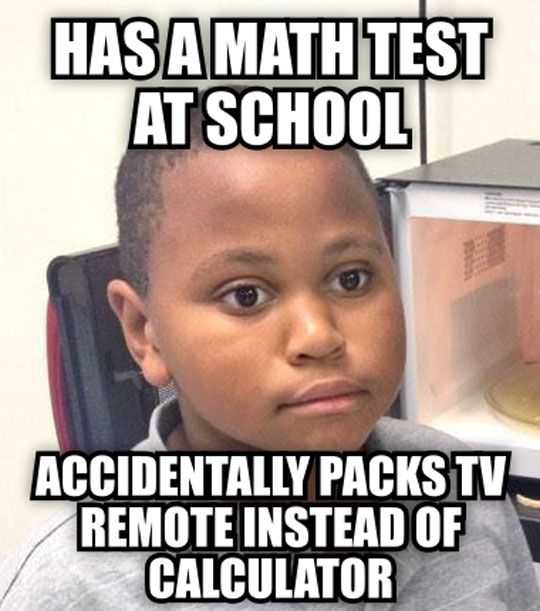 HAS A MATH TEST
AT SCHOOL
ACCIDENTALLY PACKS TV
REMOTE INSTEAD OF
CALCULATOR